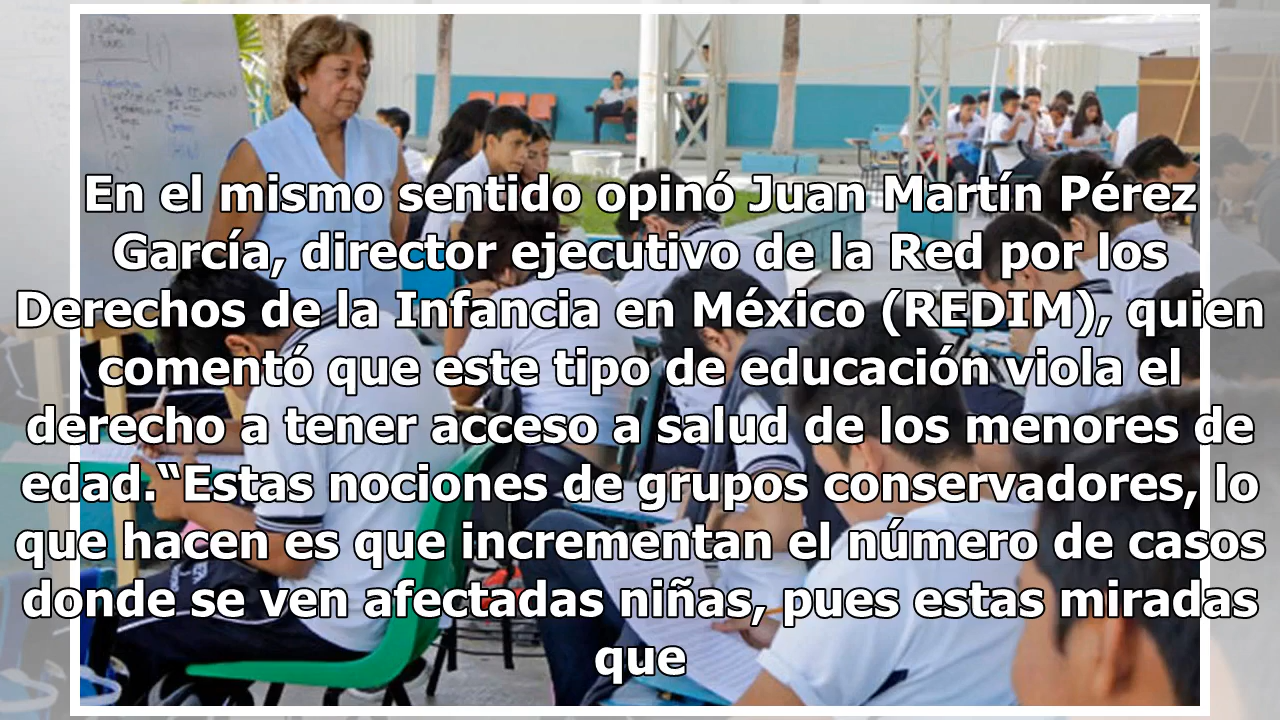 En el mismo sentido opinó Juan Martín Pérez
García, director ejecutivo de la Red por los
Derechos de la Infancia en México (REDIM), quien
comentó que este tipo de educación viola el
derecho a tener acceso a salud de los menores de
edad.“Estas nociones de grupos conservadores, lo
que hacen es que incrementan el número de casos
donde se ven afectadas niñas, pues estas miradas
que